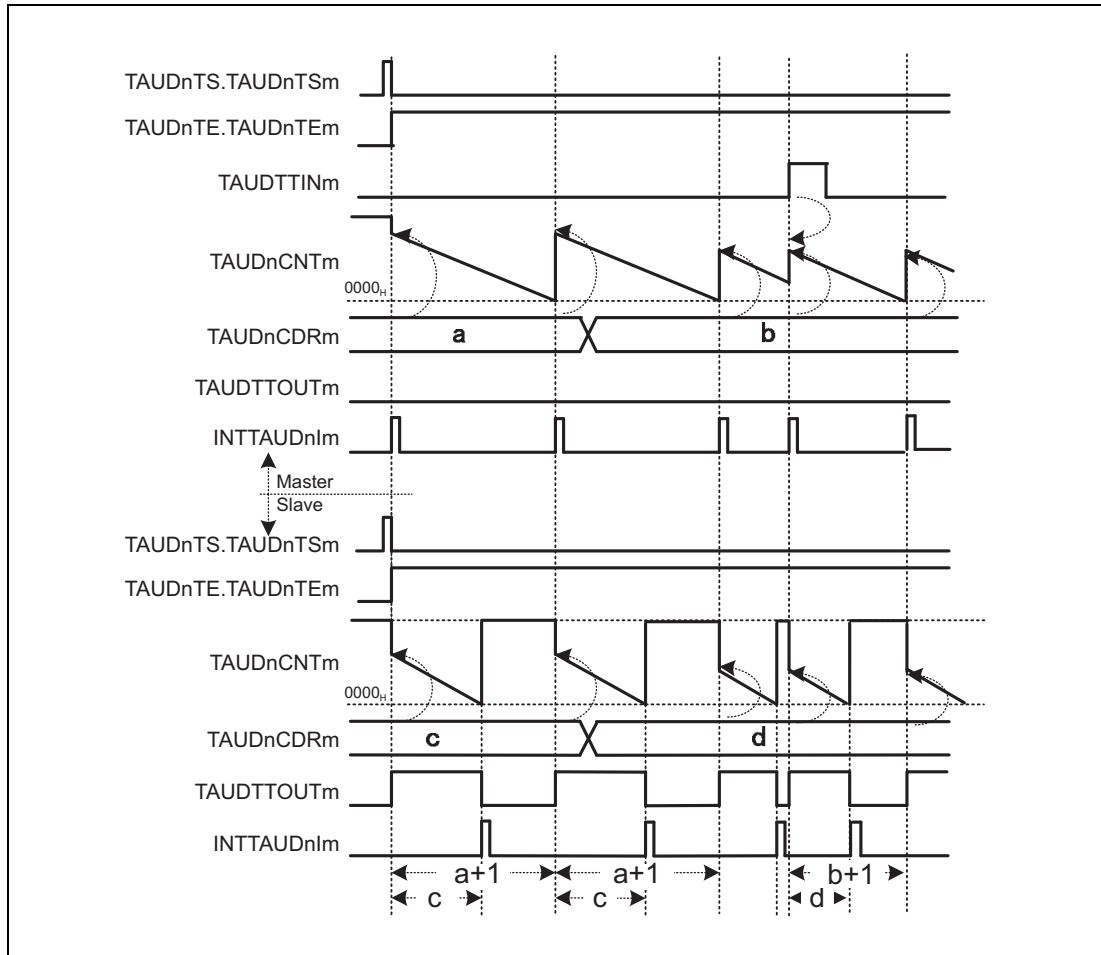 TAUDnTS.TAUDnTSm
TAUDnTE.TAUDnTEm
TAUDTTINm
TAUDnCNTm
0000H
TAUDnCDRm
a
b
TAUDTTOUTm
INTTAUDnIm
Master
Slave
TAUDnTS.TAUDnTSm
TAUDnTE.TAUDnTEm
TAUDnCNTm
0000H
TAUDnCDRm
c
d
TAUDTTOUTm
INTTAUDnIm
a+1 a+1 b+1
c c d